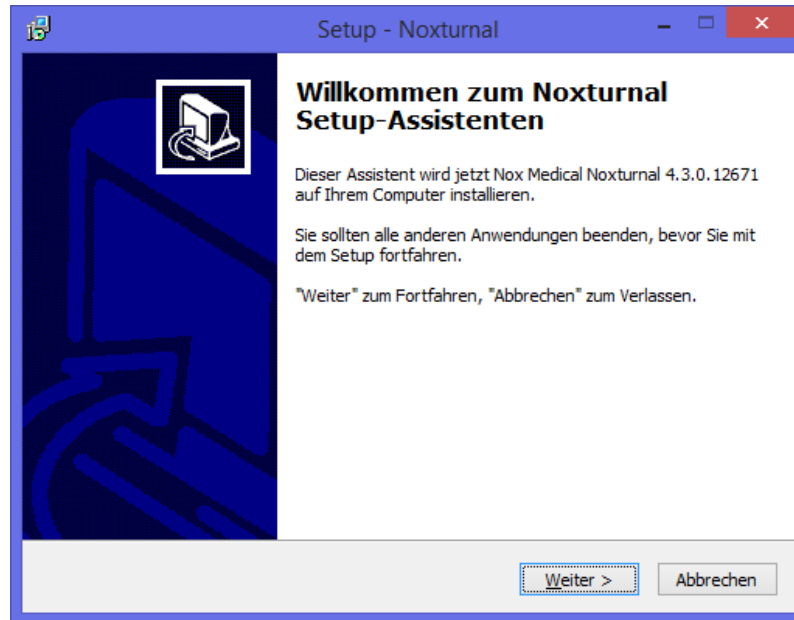 Setup - Noxturnal
Willkommen zum Noxturnal
Setup-Assistenten
Dieser Assistent wird jetzt Nox Medical Noxturnal 4.3.0.12671
auf Ihrem Computer installieren.
Sie sollten alle anderen Anwendungen beenden, bevor Sie mit
dem Setup fortfahren.
"Weiter" zum Fortfahren, "Abbrechen" zum Verlassen.
Weiter >
Abbrechen